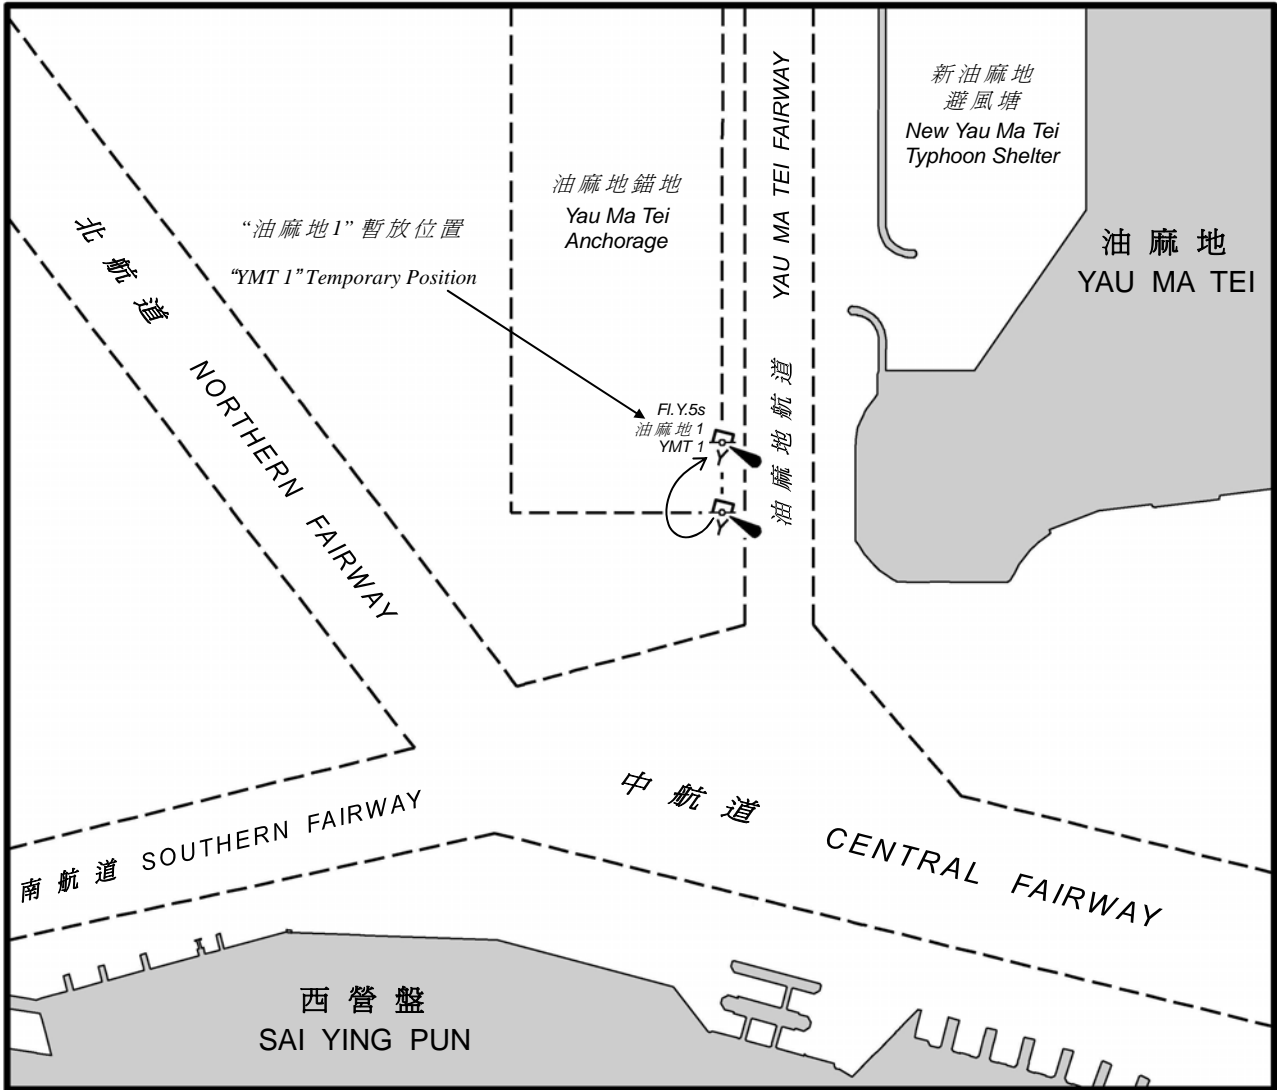 新油麻地
避風塘
New Yau Ma Tei
Typhoon Shelter
YAU MA TEI FAIRWAY
油麻地航道
油麻地錨地
Yau Ma Tei
Anchorage
“油麻地1”暫放位置
“YMT 1” Temporary Position
油麻地
YAU MA TEI
北航道 NORTHERN FAIRWAY
Fl.Y.5s
油麻地1
YMT 1
Y
Y
中航道 CENTRAL FAIRWAY
南航道 SOUTHERN FAIRWAY
西營盤
SAI YING PUN